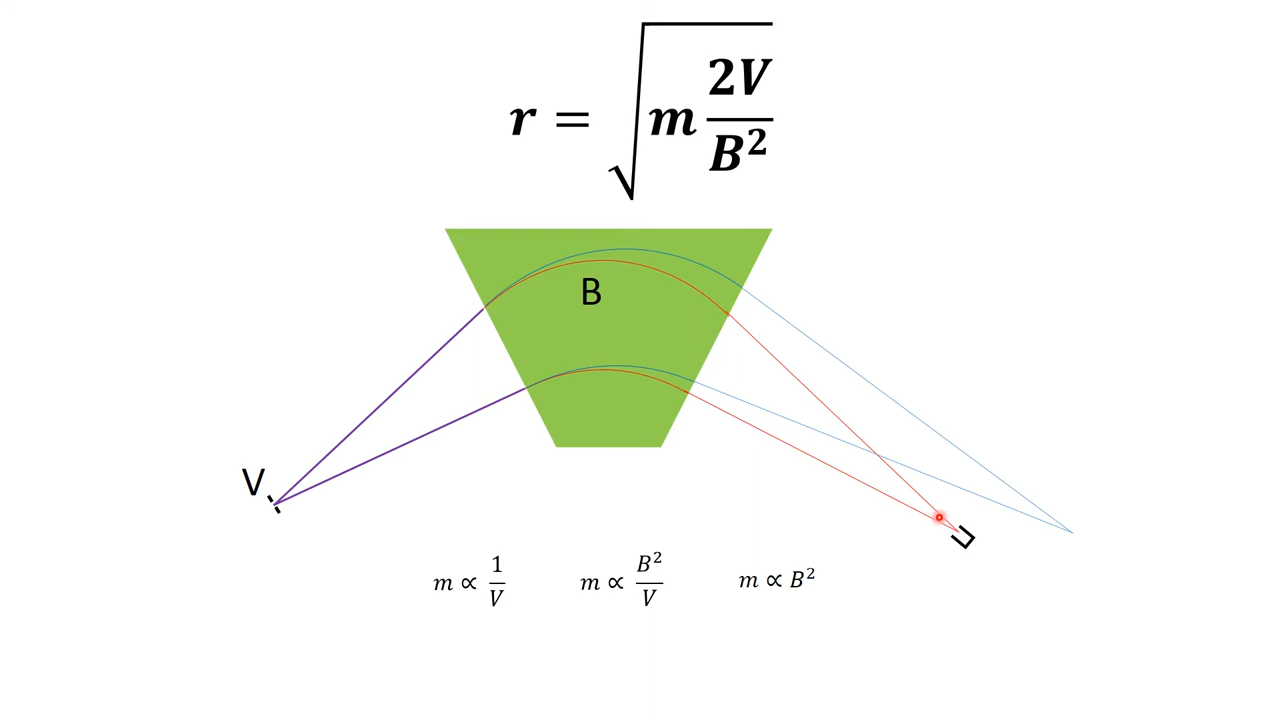 r = √(m 2V/B²)
B
V
m ∝ 1/V
m ∝ B²/V
m ∝ B²